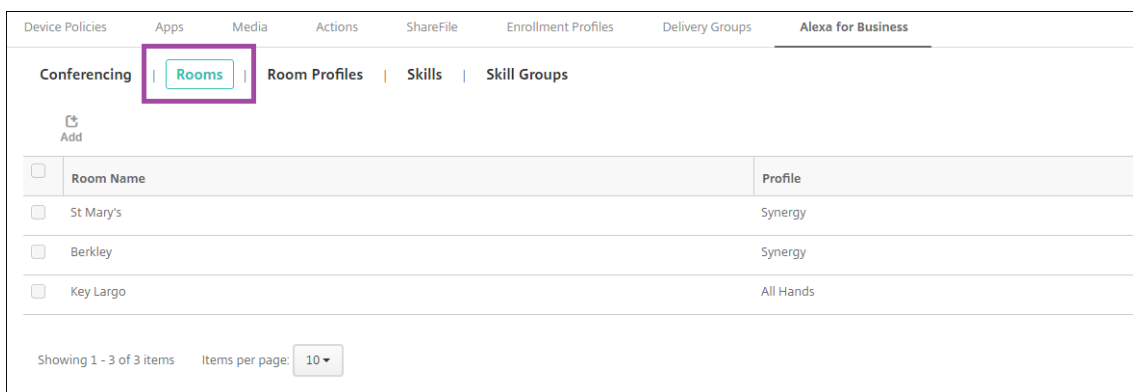 Device Policies Apps Media Actions ShareFile Enrollment Profiles Delivery Groups Alexa for Business
Conferencing | Rooms | Room Profiles | Skills | Skill Groups
Add
Room Name Profile
St Mary's Synergy
Berkley Synergy
Key Largo All Hands
Showing 1 - 3 of 3 items Items per page: 10